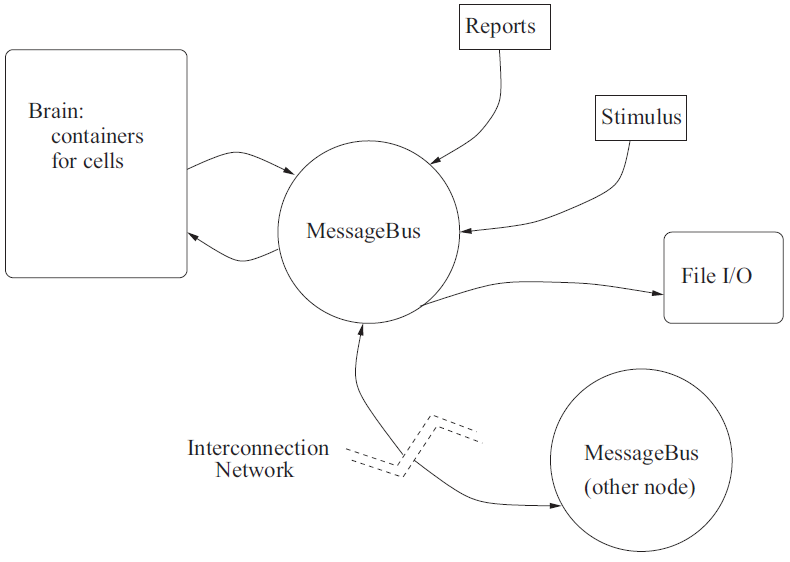 Reports
Brain:
containers
for cells
Stimulus
MessageBus
File I/O
Interconnection
Network
MessageBus
(other node)